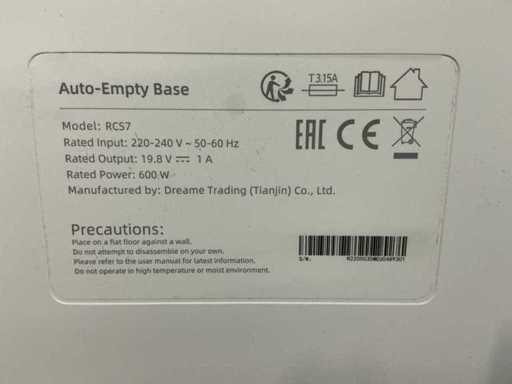 Auto-Empty Base
T 3.15A
Model: RCS7
Rated Input: 220-240 V ~ 50-60 Hz
Rated Output: 19.8 V ⎓ 1 A
Rated Power: 600 W
Manufactured by: Dreame Trading (Tianjin) Co., Ltd.
EAC CE
Precautions:
Place on a flat floor against a wall.
Do not attempt to disassemble on your own.
Please refer to the user manual for latest information.
Do not operate in high temperature or moist environment.
S/N.